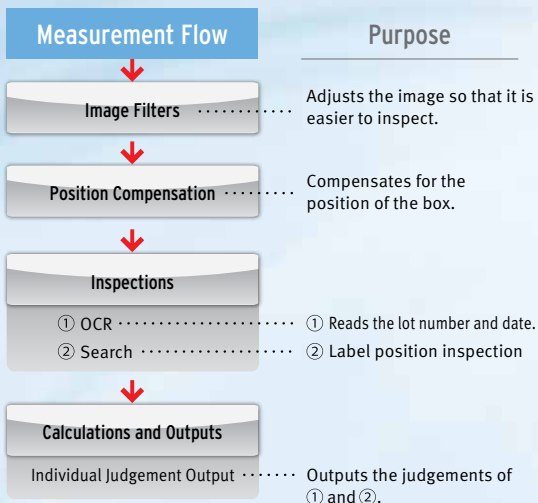 Measurement Flow
Purpose
Image Filters
Adjusts the image so that it is
easier to inspect.
Position Compensation
Compensates for the
position of the box.
Inspections
① OCR
① Reads the lot number and date.
② Search
② Label position inspection
Calculations and Outputs
Individual Judgement Output
Outputs the judgements of
① and ②.